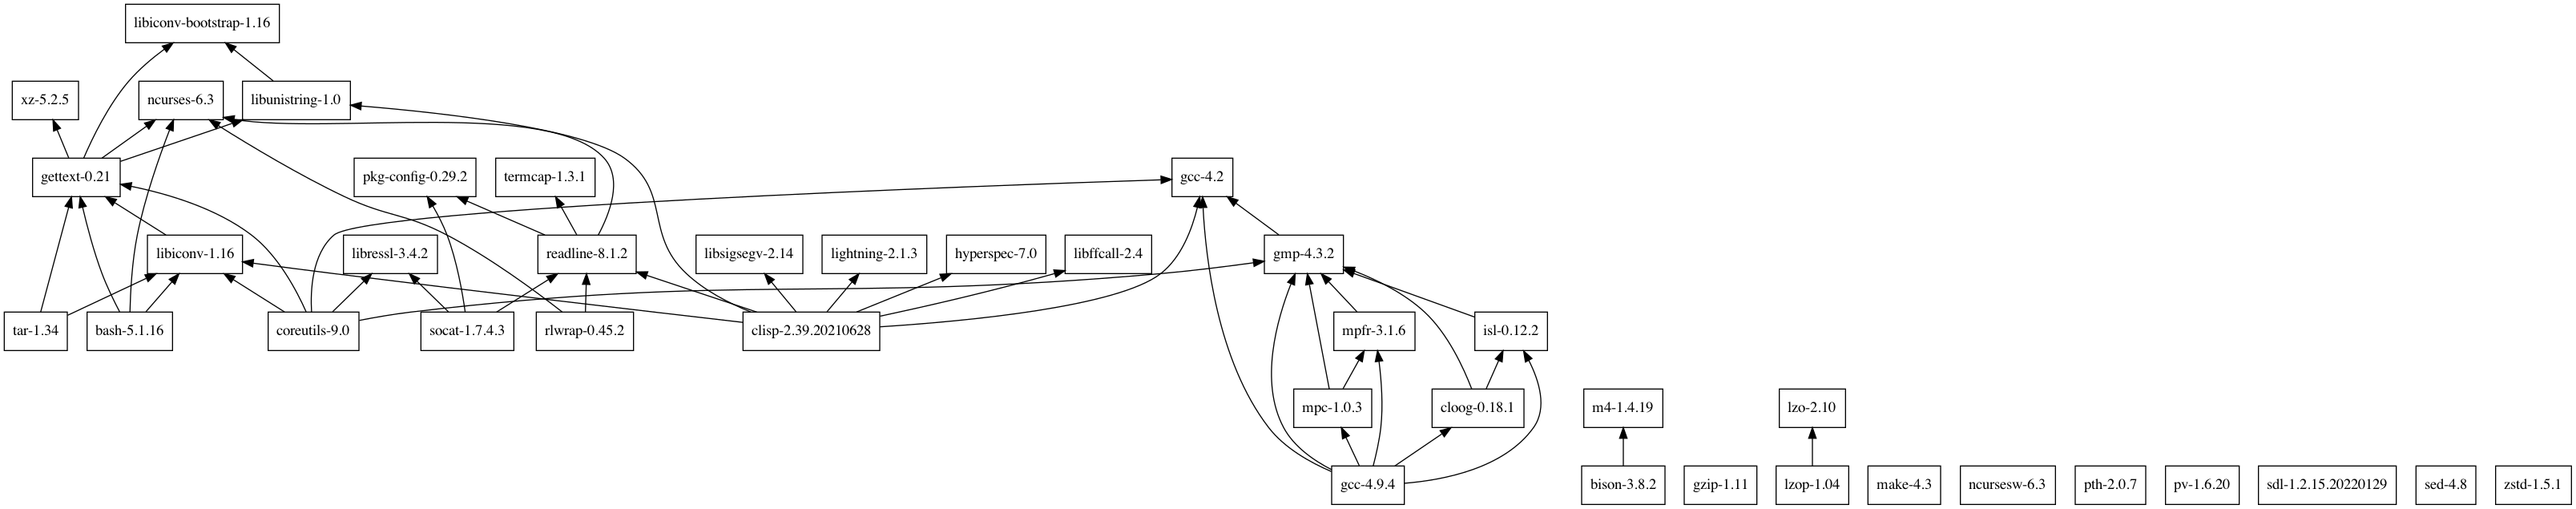 libiconv-bootstrap-1.16
xz-5.2.5
ncurses-6.3
libunistring-1.0
gettext-0.21
pkg-config-0.29.2
termcap-1.3.1
gcc-4.2
libiconv-1.16
libressl-3.4.2
readline-8.1.2
libsigsegv-2.14
lightning-2.1.3
hyperspec-7.0
libffcall-2.4
gmp-4.3.2
tar-1.34
bash-5.1.16
coreutils-9.0
socat-1.7.4.3
rlwrap-0.45.2
clisp-2.39.20210628
mpfr-3.1.6
isl-0.12.2
mpc-1.0.3
cloog-0.18.1
m4-1.4.19
lzo-2.10
gcc-4.9.4
bison-3.8.2
gzip-1.11
lzop-1.04
make-4.3
ncursesw-6.3
pth-2.0.7
pv-1.6.20
sdl-1.2.15.20220129
sed-4.8
zstd-1.5.1